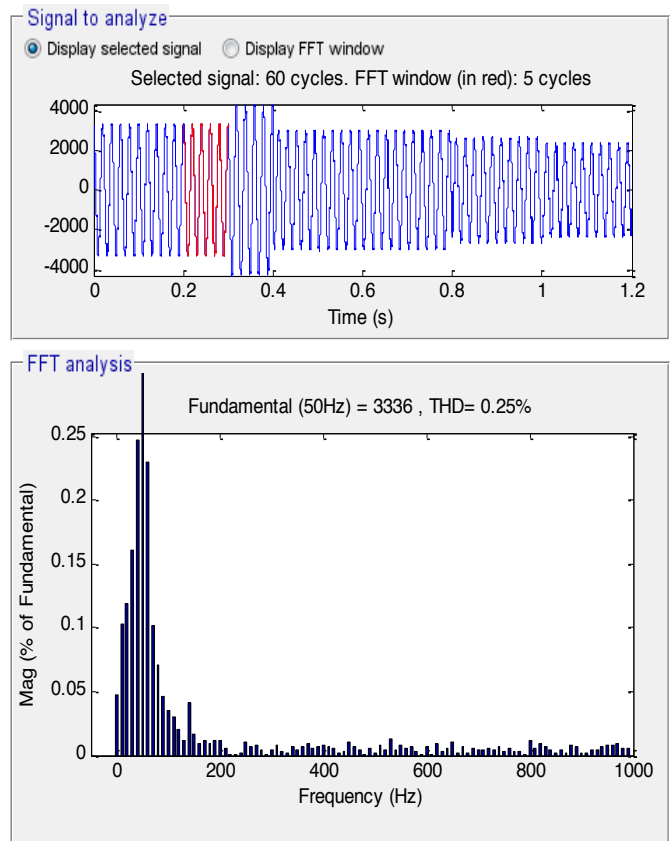 Signal to analyze
Display selected signal Display FFT window
Selected signal: 60 cycles. FFT window (in red): 5 cycles
4000
2000
0
-2000
-4000
0 0.2 0.4 0.6 0.8 1 1.2
Time (s)
FFT analysis
Fundamental (50Hz) = 3336 , THD= 0.25%
0.25
0.2
0.15
0.1
0.05
0
Mag (% of Fundamental)
0 200 400 600 800 1000
Frequency (Hz)